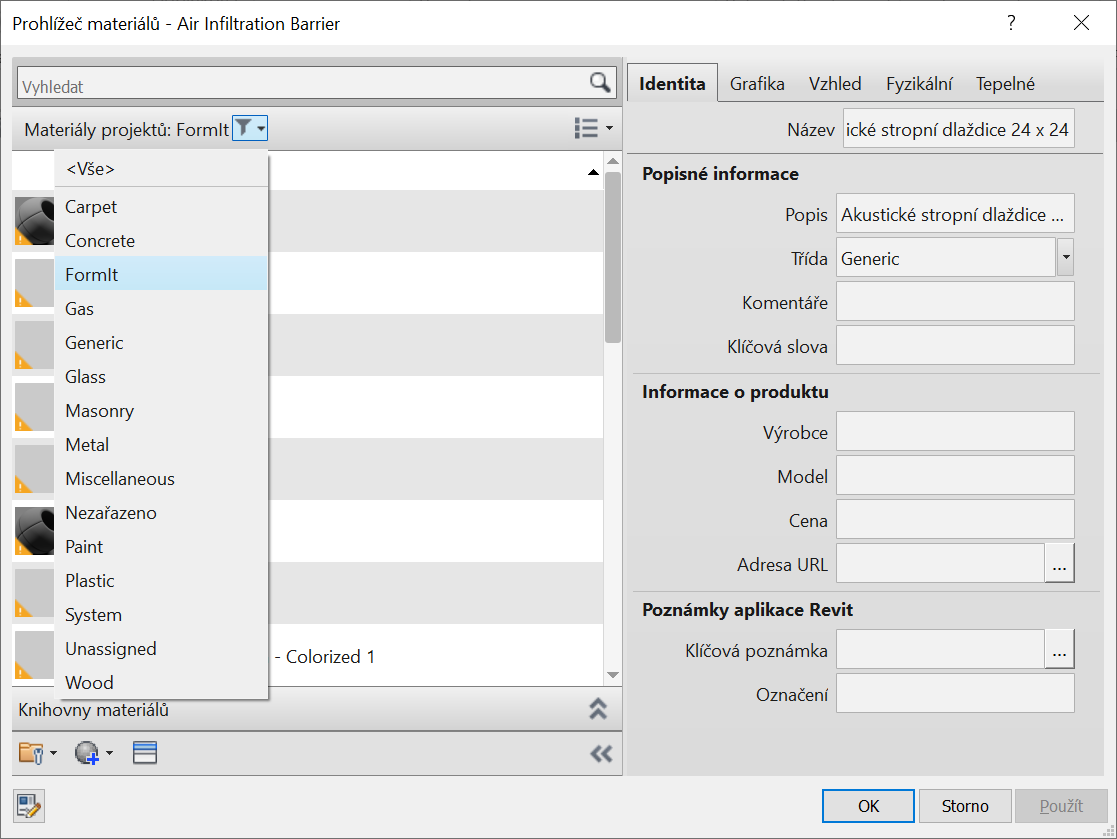 Prohlížeč materiálů - Air Infiltration Barrier
?
Vyhledat
Materiály projektů: FormIt
<Vše>
Carpet
Concrete
FormIt
Gas
Generic
Glass
Masonry
Metal
Miscellaneous
Nezařazeno
Paint
Plastic
System
Unassigned
Wood
- Colorized 1
Knihovny materiálů
Identita Grafika Vzhled Fyzikální Tepelné
Název ické stropní dlaždice 24 x 24
Popisné informace
Popis Akustické stropní dlaždice ...
Třída Generic
Komentáře
Klíčová slova
Informace o produktu
Výrobce
Model
Cena
Adresa URL ...
Poznámky aplikace Revit
Klíčová poznámka ...
Označení
OK Storno Použít